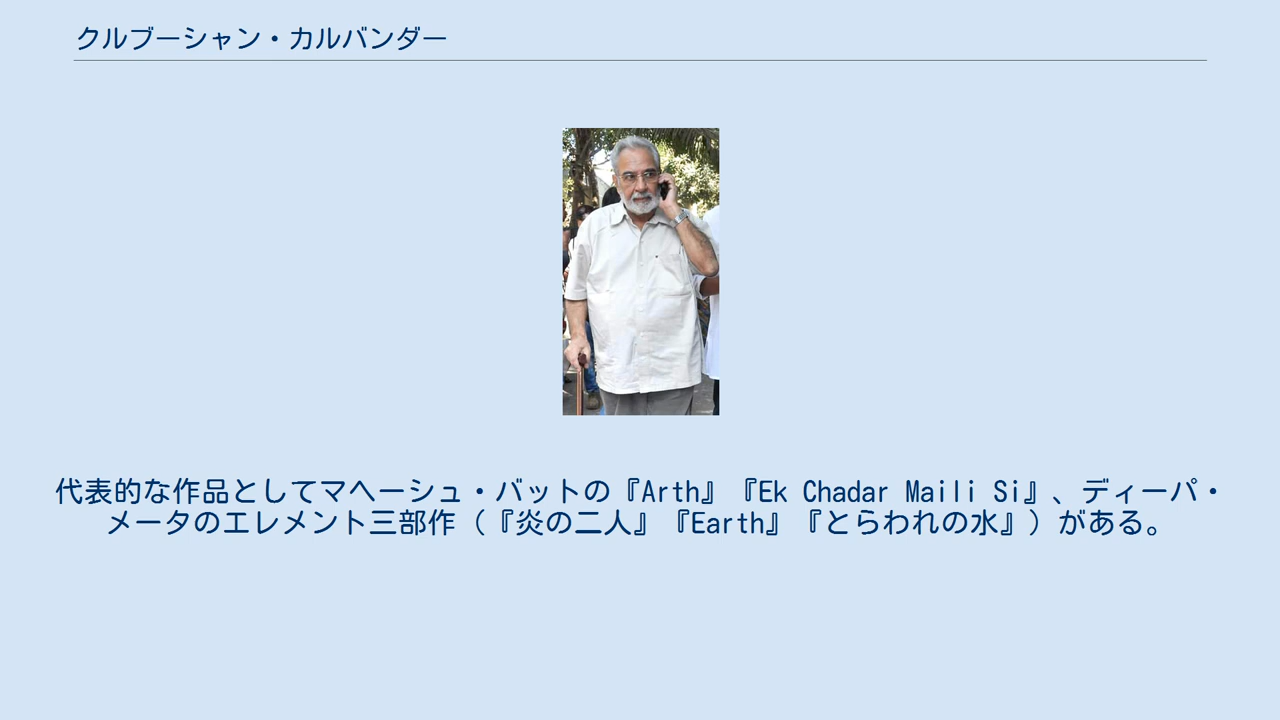 クルブーシャン・カルバンダー
代表的な作品としてマヘーシュ・バットの『Arth』『Ek Chadar Maili Si』、ディーパ・
メータのエレメント三部作（『炎の二人』『Earth』『とらわれの水』）がある。